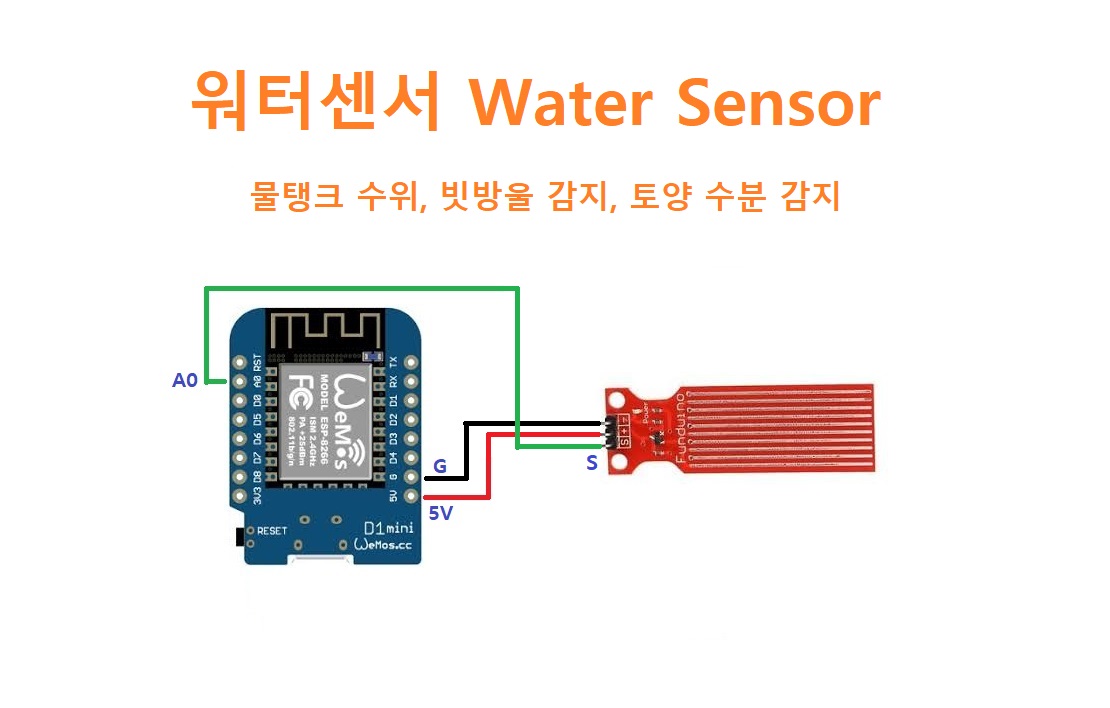 워터센서 Water Sensor
물탱크 수위, 빗방울 감지, 토양 수분 감지
A0
RST
A0
D0
D5
D6
D7
D8
3V3
TX
RX
D1
D2
D3
D4
G
5V
WeMos
MODEL ESP-8266
ISM 2.4GHz
PA +25dBm
802.11b/g/n
FC
RESET
D1 mini
WeMos.cc
G
5V
S
Power
S + -
Funduino